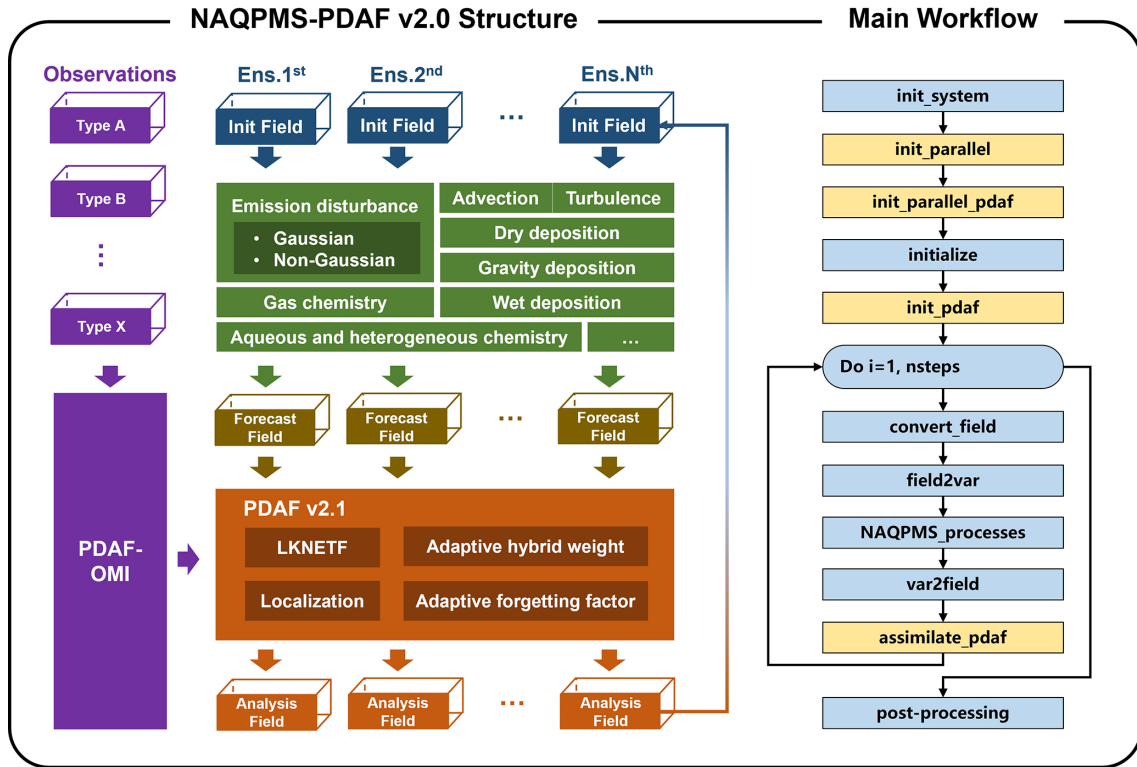 NAQPMS-PDAF v2.0 Structure
Main Workflow
Observations
Type A
Type B
⋮
Type X
PDAF-
OMI
Ens.1st
Ens.2nd
Ens.Nth
Init Field
Init Field
...
Init Field
Emission disturbance
• Gaussian
• Non-Gaussian
Advection
Turbulence
Dry deposition
Gravity deposition
Gas chemistry
Wet deposition
Aqueous and heterogeneous chemistry
...
Forecast
Field
Forecast
Field
...
Forecast
Field
PDAF v2.1
LKNETF
Adaptive hybrid weight
Localization
Adaptive forgetting factor
Analysis
Field
Analysis
Field
...
Analysis
Field
init_system
init_parallel
init_parallel_pdaf
initialize
init_pdaf
Do i=1, nsteps
convert_field
field2var
NAQPMS_processes
var2field
assimilate_pdaf
post-processing